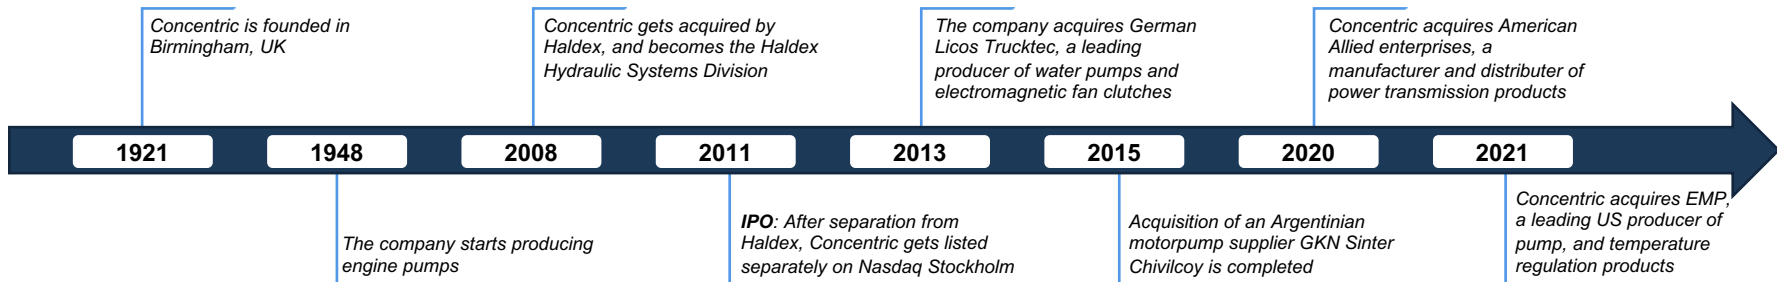 Concentric is founded in
Birmingham, UK
Concentric gets acquired by
Haldex, and becomes the Haldex
Hydraulic Systems Division
The company acquires German
Licos Trucktec, a leading
producer of water pumps and
electromagnetic fan clutches
Concentric acquires American
Allied enterprises, a
manufacturer and distributer of
power transmission products
1921
1948
2008
2011
2013
2015
2020
2021
The company starts producing
engine pumps
IPO: After separation from
Haldex, Concentric gets listed
separately on Nasdaq Stockholm
Acquisition of an Argentinian
motorpump supplier GKN Sinter
Chivilcoy is completed
Concentric acquires EMP,
a leading US producer of
pump, and temperature
regulation products